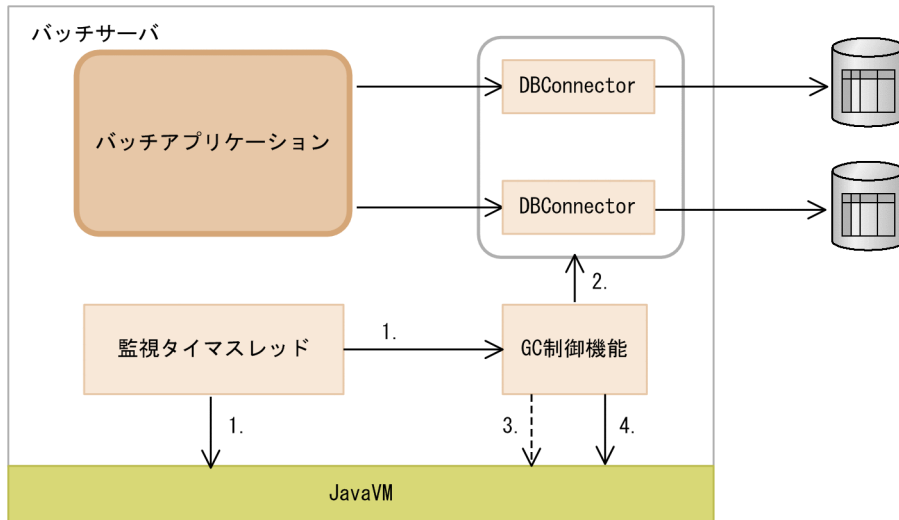 バッチサーバ
バッチアプリケーション
DBConnector
DBConnector
2.
監視タイマスレッド
1.
GC制御機能
1.
3.
4.
JavaVM